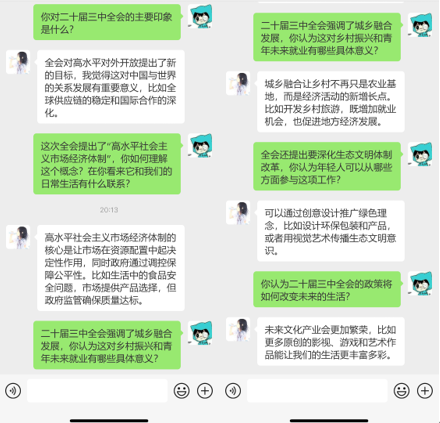 你对二十届三中全会的主要印象
是什么？
全会对高水平对外开放提出了新
的目标，我觉得这对中国与世界
的关系发展有重要意义，比如全
球供应链的稳定和国际合作的深
化。
这次全会提出了“高水平社会主
义市场经济体制”，你如何理解
这个概念？在你看来它和我们的
日常生活有什么联系？
20:13
高水平社会主义市场经济体制的
核心是让市场在资源配置中起决
定性作用，同时政府通过调控保
障公平性。比如生活中的食品安
全问题，市场提供产品选择，但
政府监管确保质量达标。
二十届三中全会强调了城乡融合
发展，你认为这对乡村振兴和青
年未来就业有哪些具体意义？
二十届三中全会强调了城乡融合
发展，你认为这对乡村振兴和青
年未来就业有哪些具体意义？
城乡融合让乡村不再只是农业基
地，而是经济活动的新增长点。
比如开发乡村旅游，既增加就业
机会，也促进地方经济发展。
全会还提出要深化生态文明体制
改革，你认为年轻人可以从哪些
方面参与这项工作？
可以通过创意设计推广绿色理
念，比如设计环保包装和产品，
或者用视觉艺术传播生态文明意
识。
你认为二十届三中全会的政策将
如何改变未来的生活？
未来文化产业会更加繁荣，比如
更多原创的影视、游戏和艺术作
品能让我们的生活更丰富多彩。